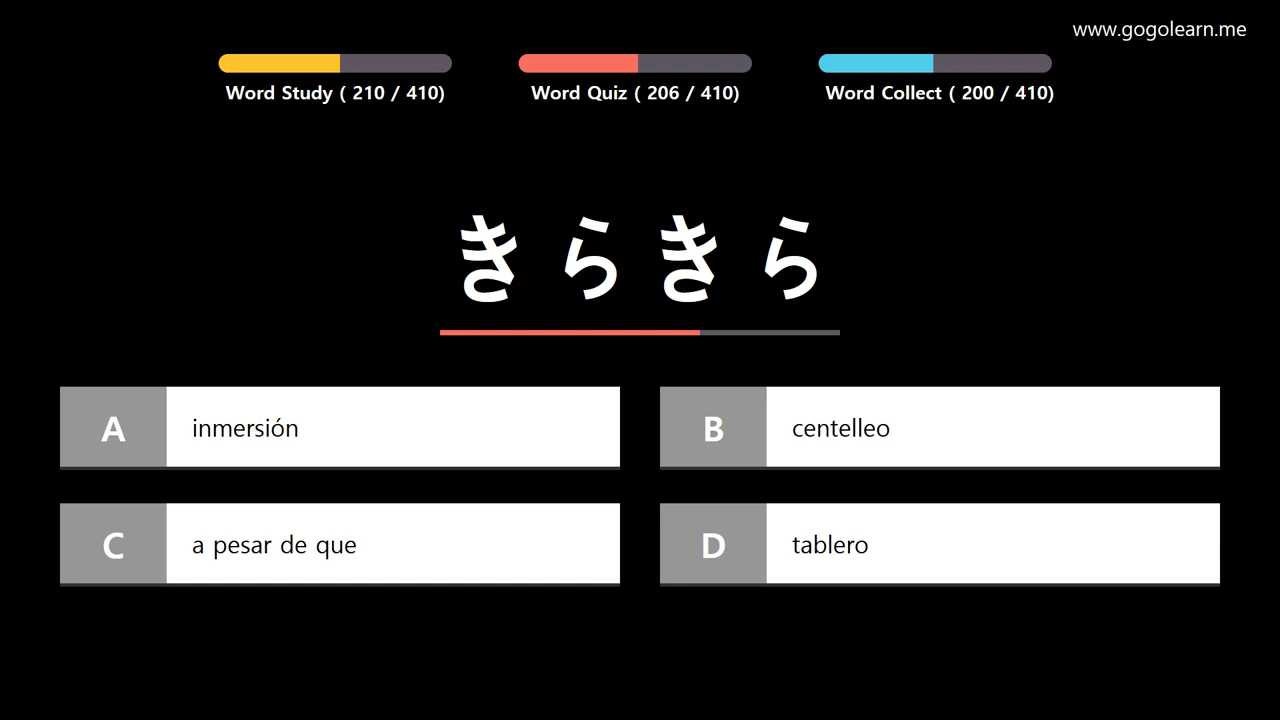 www.gogolearn.me
Word Study ( 210 / 410)
Word Quiz ( 206 / 410)
Word Collect ( 200 / 410)
きらきら
A inmersión
B centelleo
C a pesar de que
D tablero